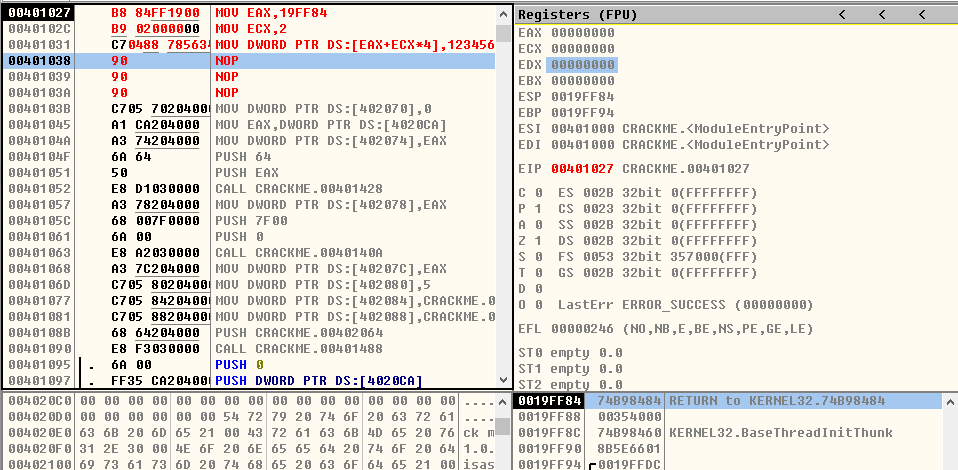 00401027 B8 84FF1900 MOV EAX,19FF84
0040102C B9 02000000 MOV ECX,2
00401031 C70488 785634 MOV DWORD PTR DS:[EAX+ECX*4],123456
00401038 90 NOP
00401039 90 NOP
0040103A 90 NOP
0040103B C705 70204000 MOV DWORD PTR DS:[402070],0
00401045 A1 CA204000 MOV EAX,DWORD PTR DS:[4020CA]
0040104A A3 74204000 MOV DWORD PTR DS:[402074],EAX
0040104F 6A 64 PUSH 64
00401051 50 PUSH EAX
00401052 E8 D1030000 CALL CRACKME.00401428
00401057 A3 78204000 MOV DWORD PTR DS:[402078],EAX
0040105C 68 007F0000 PUSH 7F00
00401061 6A 00 PUSH 0
00401063 E8 A2030000 CALL CRACKME.0040140A
00401068 A3 7C204000 MOV DWORD PTR DS:[40207C],EAX
0040106D C705 80204000 MOV DWORD PTR DS:[402080],5
00401077 C705 84204000 MOV DWORD PTR DS:[402084],CRACKME.0
00401081 C705 88204000 MOV DWORD PTR DS:[402088],CRACKME.0
0040108B 68 64204000 PUSH CRACKME.00402064
00401090 E8 F3030000 CALL CRACKME.00401488
00401095 . 6A 00 PUSH 0
00401097 . FF35 CA204000 PUSH DWORD PTR DS:[4020CA]
Registers (FPU) < < <
EAX 00000000
ECX 00000000
EDX 00000000
EBX 00000000
ESP 0019FF84
EBP 0019FF94
ESI 00401000 CRACKME.<ModuleEntryPoint>
EDI 00401000 CRACKME.<ModuleEntryPoint>
EIP 00401027 CRACKME.00401027
C 0 ES 002B 32bit 0(FFFFFFFF)
P 1 CS 0023 32bit 0(FFFFFFFF)
A 0 SS 002B 32bit 0(FFFFFFFF)
Z 1 DS 002B 32bit 0(FFFFFFFF)
S 0 FS 0053 32bit 357000(FFF)
T 0 GS 002B 32bit 0(FFFFFFFF)
D 0
O 0 LastErr ERROR_SUCCESS (00000000)
EFL 00000246 (NO,NB,E,BE,NS,PE,GE,LE)
ST0 empty 0.0
ST1 empty 0.0
ST2 empty 0.0
004020C0 00 00 00 00 00 00 00 00 00 00 00 00 00 00 00 00 ....
004020D0 00 00 00 00 00 00 54 72 79 20 74 6F 20 63 72 61 ....
004020E0 63 6B 20 6D 65 21 00 43 72 61 63 6B 4D 65 20 76 ck m
004020F0 31 2E 30 00 4E 6F 20 6E 65 65 64 20 74 6F 20 64 1.0.
00402100 69 73 61 73 6D 20 74 68 65 20 63 6F 64 65 21 00 isas
0019FF84 74B98484 RETURN to KERNEL32.74B98484
0019FF88 00354000
0019FF8C 74B98460 KERNEL32.BaseThreadInitThunk
0019FF90 8B5E6601
0019FF94 0019FFDC